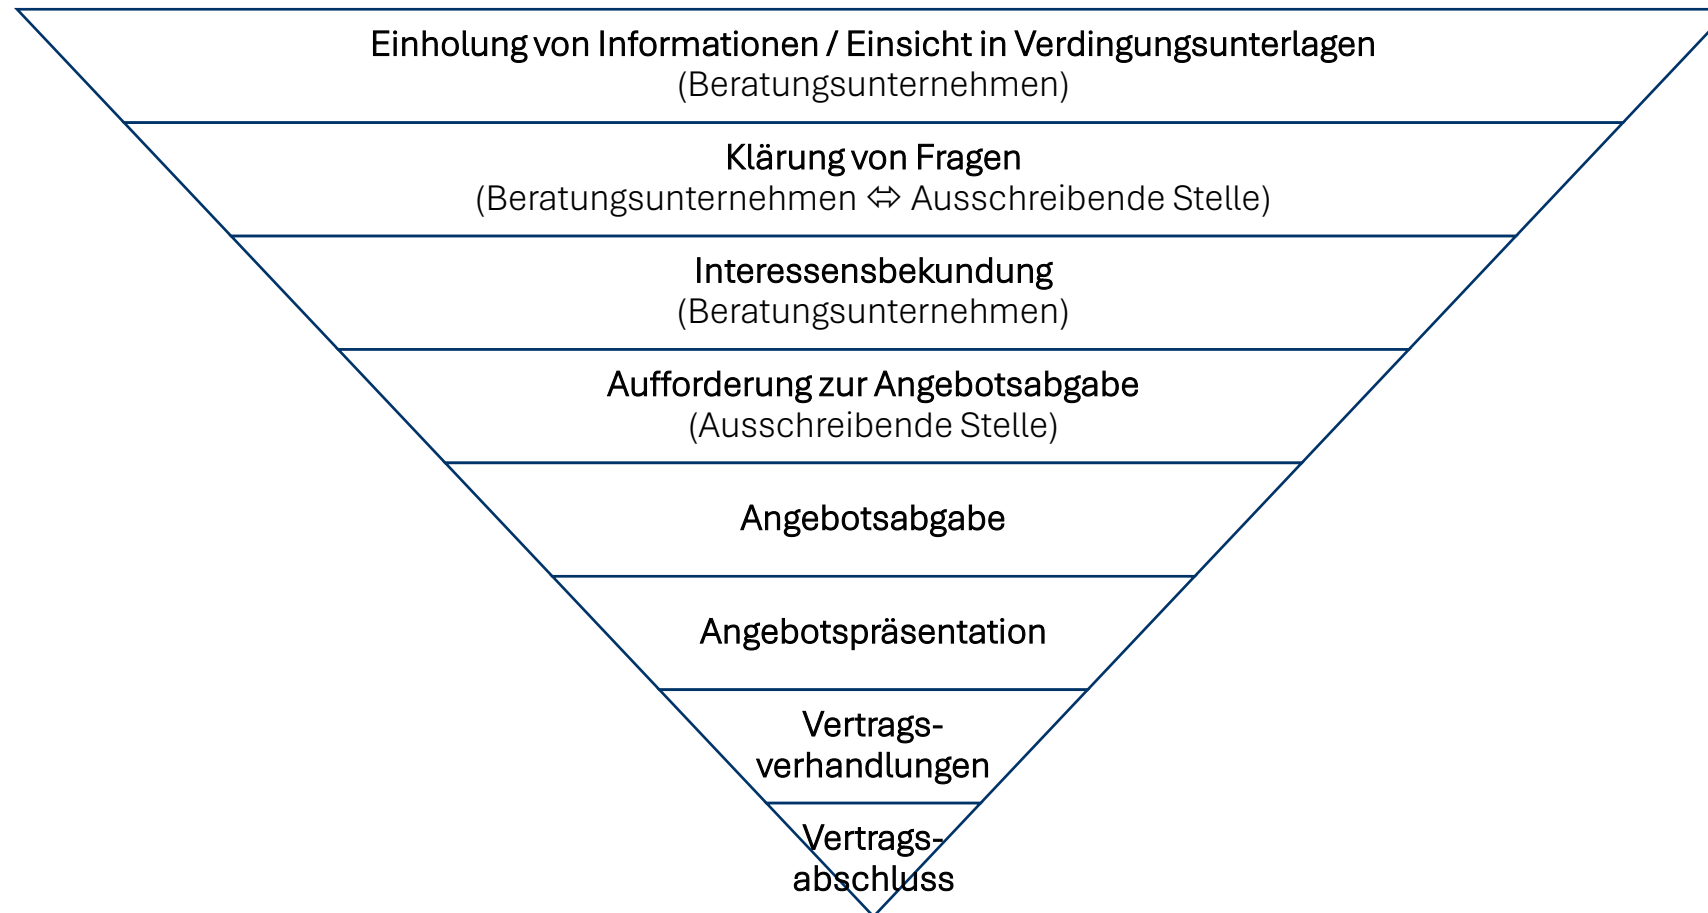 Einholung von Informationen / Einsicht in Verdingungsunterlagen
(Beratungsunternehmen)
Klärung von Fragen
(Beratungsunternehmen ⬄ Ausschreibende Stelle)
Interessensbekundung
(Beratungsunternehmen)
Aufforderung zur Angebotsabgabe
(Ausschreibende Stelle)
Angebotsabgabe
Angebotspräsentation
Vertrags-
verhandlungen
Vertrags-
abschluss